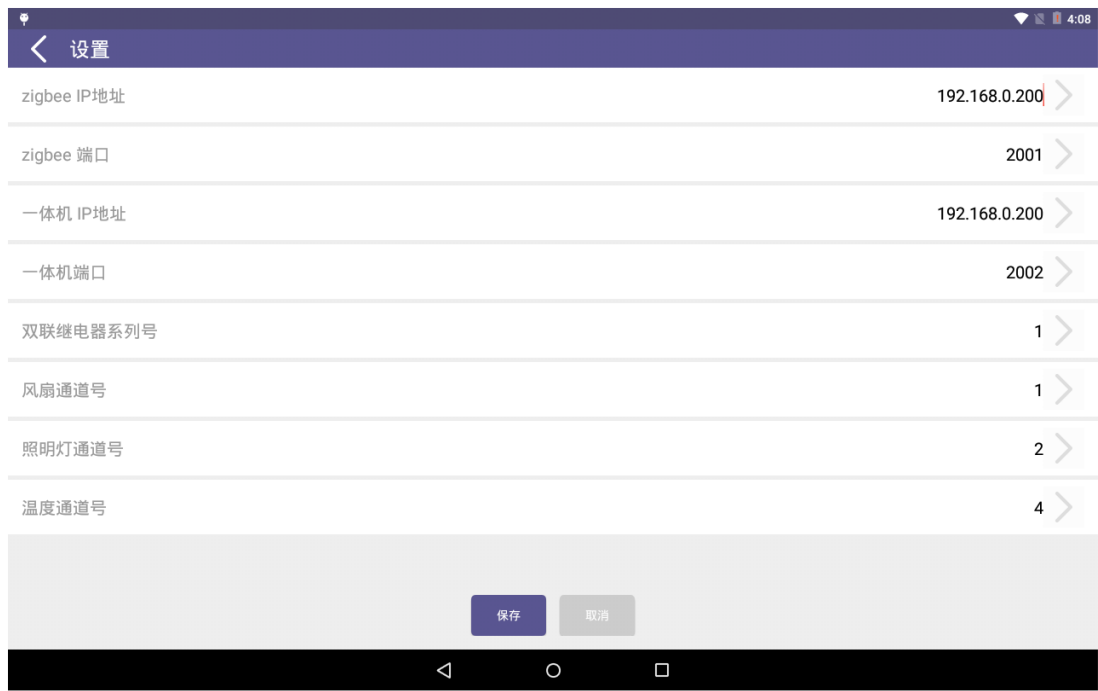 4:08
设置
zigbee IP地址 192.168.0.200
zigbee 端口 2001
一体机 IP地址 192.168.0.200
一体机端口 2002
双联继电器系列号 1
风扇通道号 1
照明灯通道号 2
温度通道号 4
保存 取消